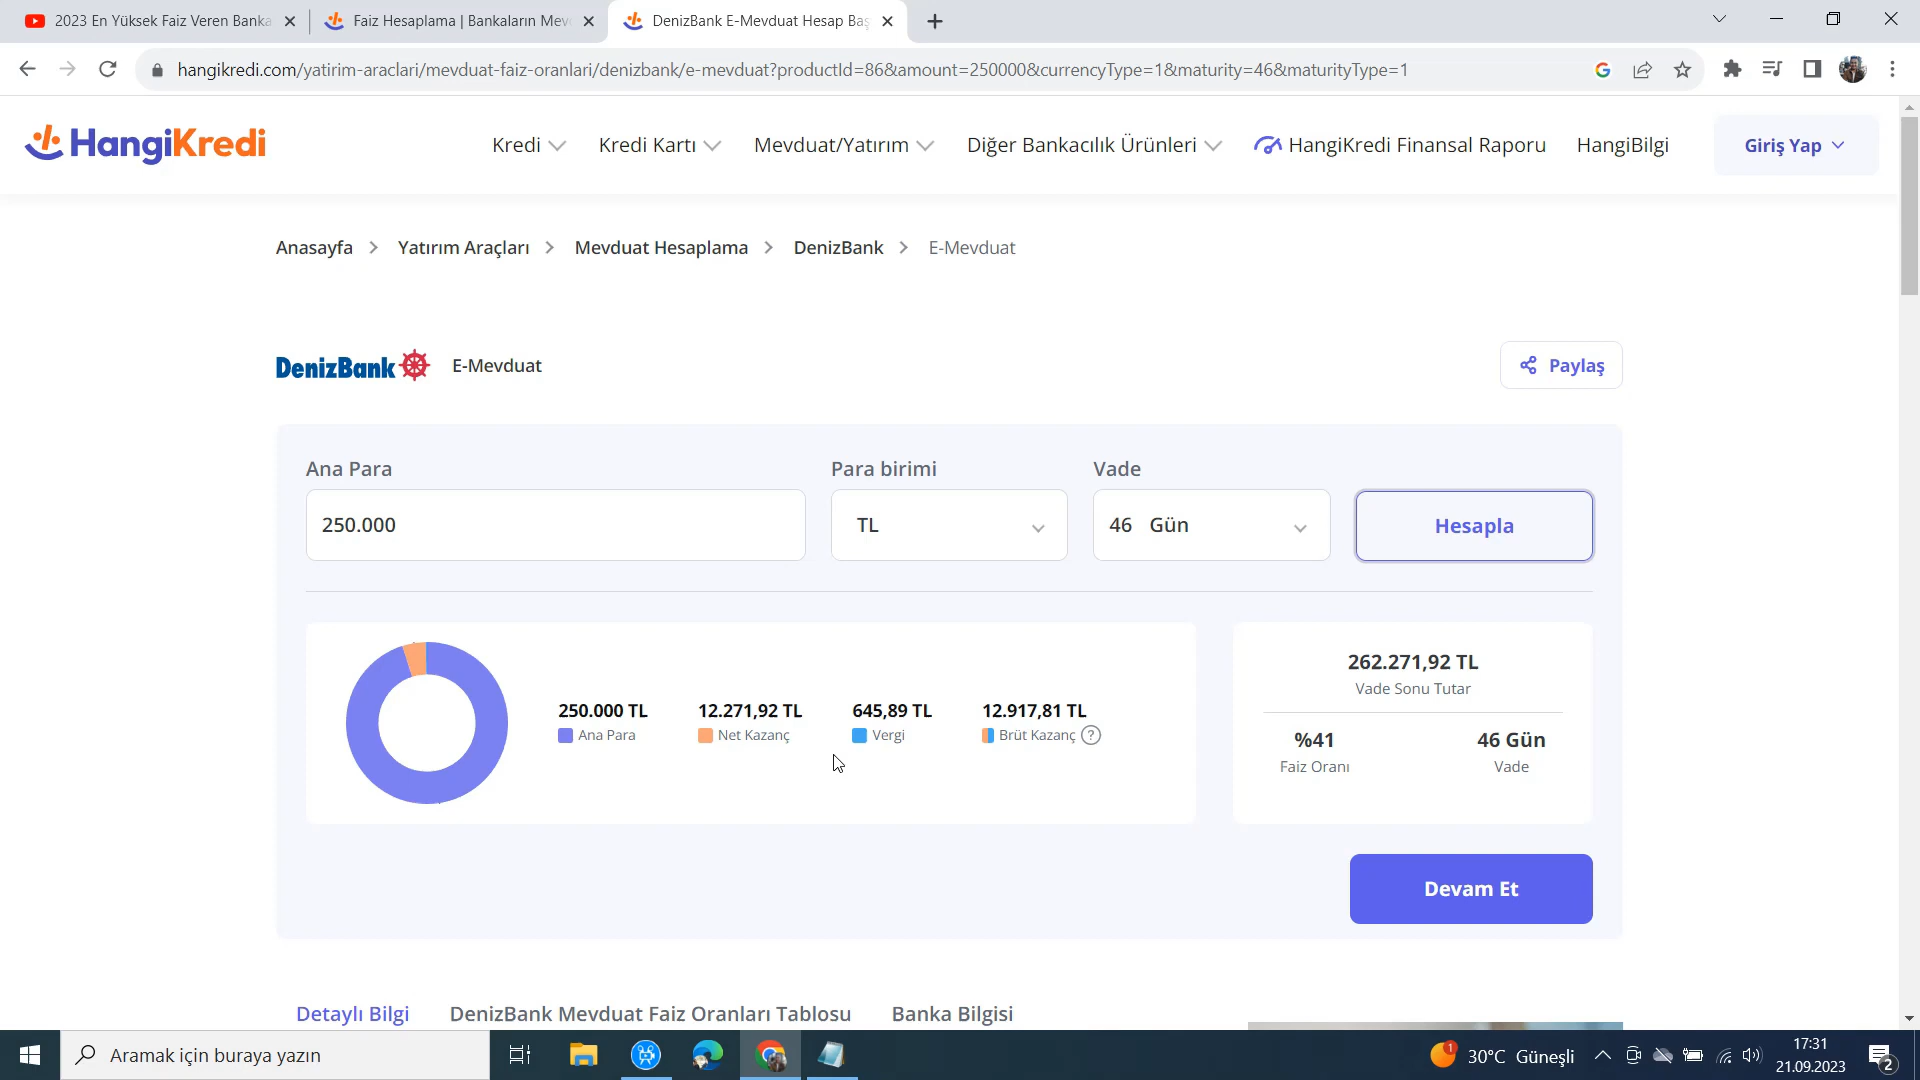 2023 En Yüksek Faiz Veren Banka
Faiz Hesaplama | Bankaların Mev
DenizBank E-Mevduat Hesap Baş
hangikredi.com/yatirim-araclari/mevduat-faiz-oranlari/denizbank/e-mevduat?productId=86&amount=250000&currencyType=1&maturity=46&maturityType=1
HangiKredi
Kredi
Kredi Kartı
Mevduat/Yatırım
Diğer Bankacılık Ürünleri
HangiKredi Finansal Raporu
HangiBilgi
Giriş Yap
Anasayfa > Yatırım Araçları > Mevduat Hesaplama > DenizBank > E-Mevduat
DenizBank E-Mevduat
Paylaş
Ana Para
Para birimi
Vade
250.000
TL
46 Gün
Hesapla
250.000 TL
Ana Para
12.271,92 TL
Net Kazanç
645,89 TL
Vergi
12.917,81 TL
Brüt Kazanç ?
262.271,92 TL
Vade Sonu Tutar
%41
Faiz Oranı
46 Gün
Vade
Devam Et
Detaylı Bilgi
DenizBank Mevduat Faiz Oranları Tablosu
Banka Bilgisi
Aramak için buraya yazın
1
30°C Güneşli
17:31
21.09.2023
2